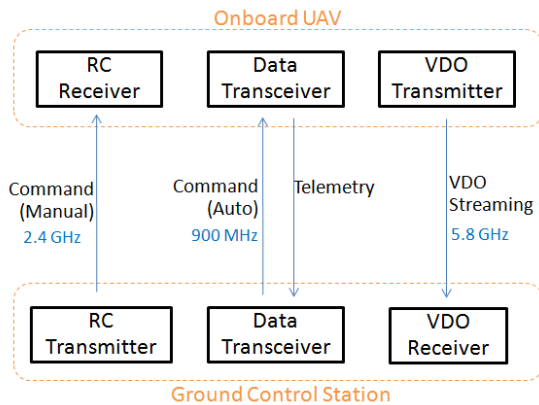 Onboard UAV
RC
Receiver
Data
Transceiver
VDO
Transmitter
Command
(Manual)
2.4 GHz
Command
(Auto)
900 MHz
Telemetry
VDO
Streaming
5.8 GHz
RC
Transmitter
Data
Transceiver
VDO
Receiver
Ground Control Station